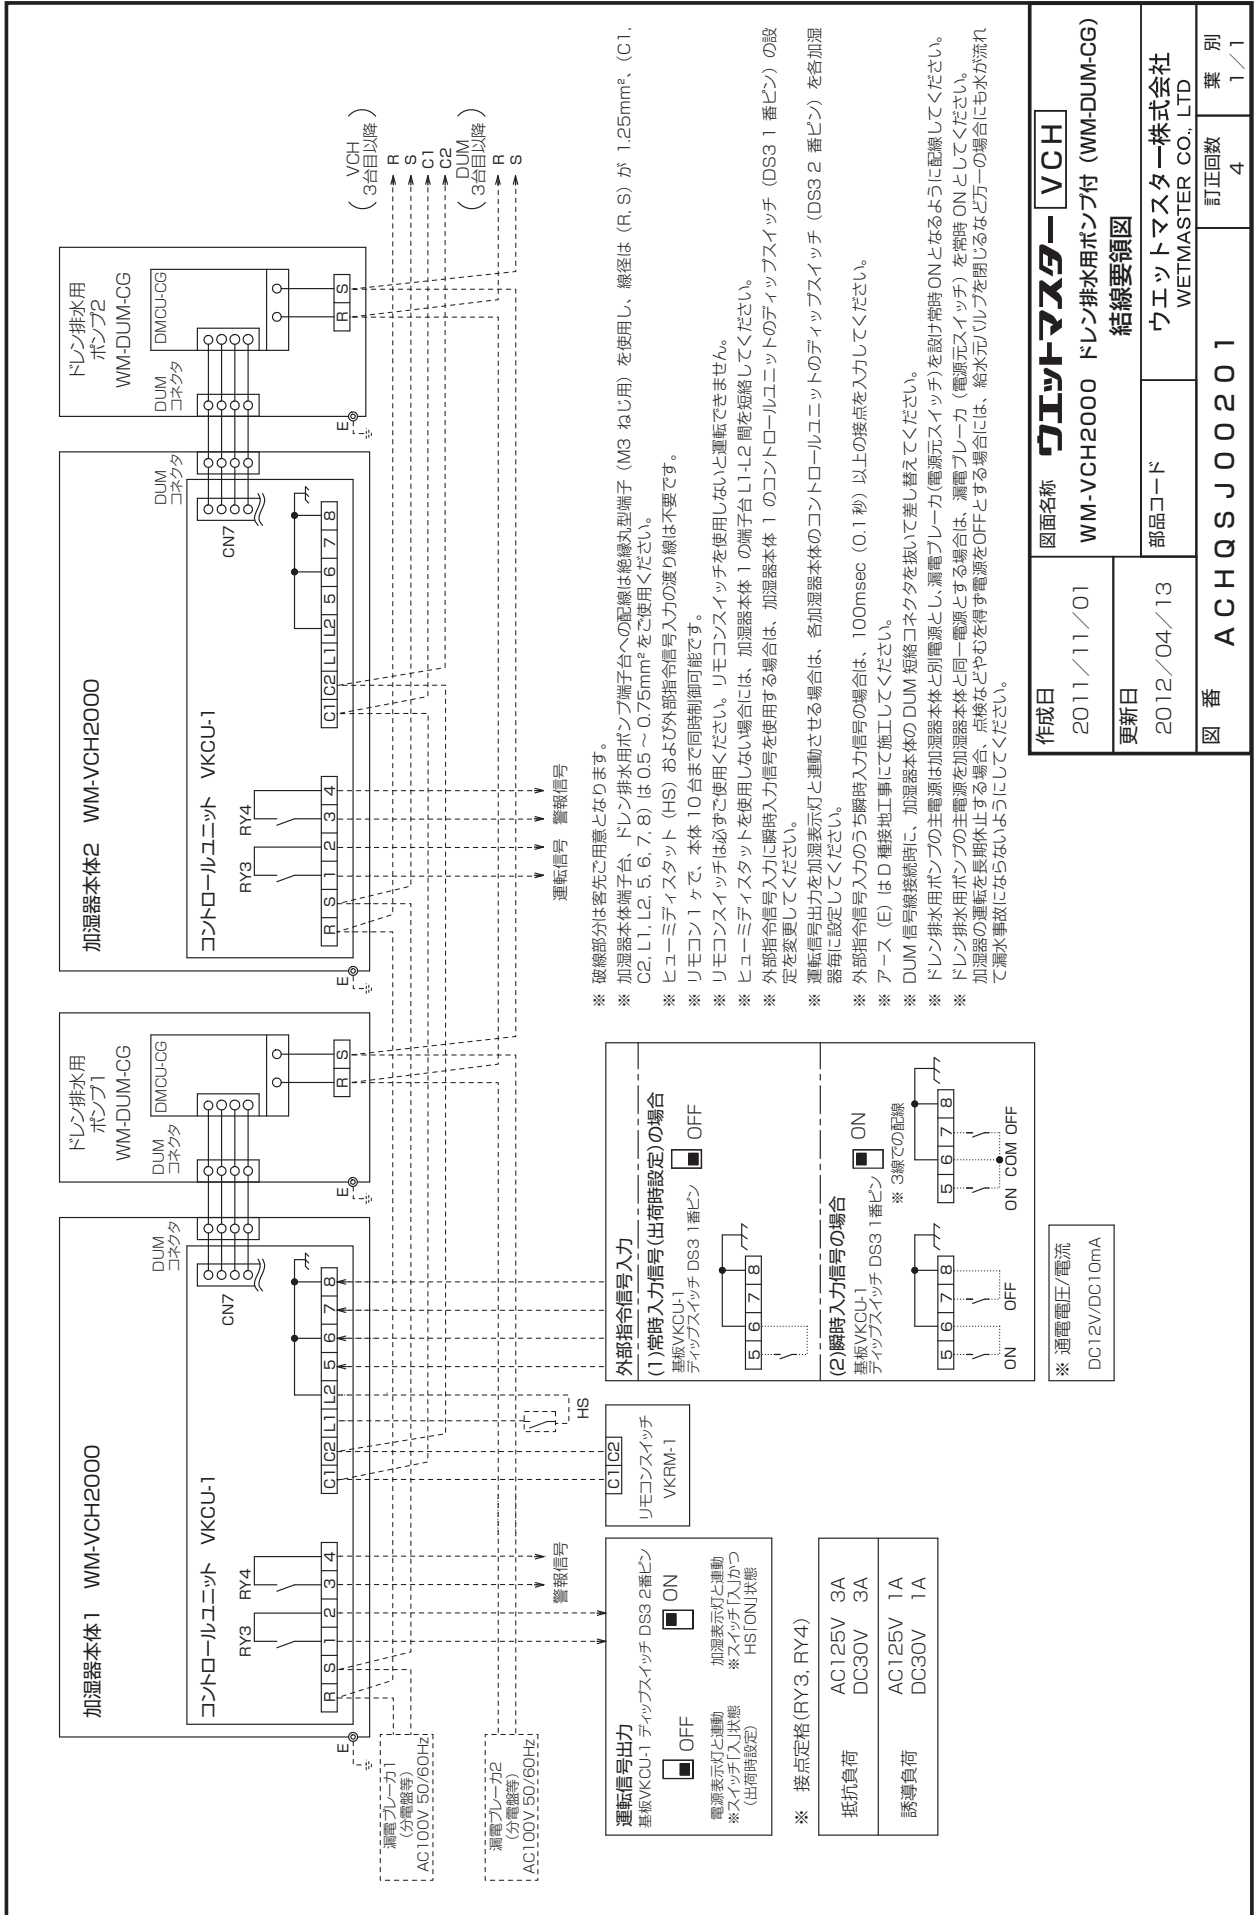 加湿器本体1　WM-VCH2000
コントロールユニット　VKCU-1
RY3
RY4
R S 1 2 3 4
C1 C2 L1 L2 5 6 7 8
CN7
DUM
コネクタ
E
ドレン排水用
ポンプ1
WM-DUM-CG
DMCU-CG
DUM
コネクタ
R S
E
加湿器本体2　WM-VCH2000
コントロールユニット　VKCU-1
RY3
RY4
R S 1 2 3 4
C1 C2 L1 L2 5 6 7 8
CN7
DUM
コネクタ
E
ドレン排水用
ポンプ2
WM-DUM-CG
DMCU-CG
DUM
コネクタ
R S
E
VCH
(3台目以降)
R
S
C1
C2
DUM
(3台目以降)
R
S
漏電ブレーカ1
(分電盤等)
AC100V 50/60Hz
漏電ブレーカ2
(分電盤等)
AC100V 50/60Hz
警報信号
HS
運転信号
警報信号
運転信号出力
基板VKCU-1 ディップスイッチ DS3 2番ピン
OFF
ON
電源表示灯と連動
※スイッチ「入」状態
(出荷時設定)
加湿表示灯と連動
※スイッチ「入」かつ
HS「ON」状態
※　接点定格(RY3, RY4)
抵抗負荷　AC125V　3A
DC30V　3A
誘導負荷　AC125V　1A
DC30V　1A
C1 C2
リモコンスイッチ
VKRM-1
外部指令信号入力
(1)常時入力信号(出荷時設定)の場合
基板VKCU-1
ディップスイッチ DS3 1番ピン
OFF
5 6 7 8
(2)瞬時入力信号の場合
基板VKCU-1
ディップスイッチ DS3 1番ピン
ON
※ 3線での配線
5 6 7 8
ON
OFF
5 6 7 8
ON COM OFF
※ 通電電圧/電流
DC12V/DC10mA
※ 破線部分は客先ご用意となります。
※ 加湿器本体端子台、ドレン排水用ポンプ端子台への配線は絶縁丸型端子（M3 ねじ用）を使用し、線径は（R, S）が 1.25mm²、（C1,
C2, L1, L2, 5, 6, 7, 8）は 0.5 ～ 0.75mm² をご使用ください。
※ ヒューミディスタット（HS）および外部指令信号入力の渡り線は不要です。
※ リモコン 1 ヶで、本体 10 台まで同時制御可能です。
※ リモコンスイッチは必ずご使用ください。リモコンスイッチを使用しないと運転できません。
※ ヒューミディスタットを使用しない場合には、加湿器本体 1 の端子台 L1-L2 間を短絡してください。
※ 外部指令信号入力に瞬時入力信号を使用する場合は、加湿器本体 1 のコントロールユニットのディップスイッチ（DS3 1 番ピン）の設
定を変更してください。
※ 運転信号出力を加湿表示灯と連動させる場合は、各加湿器本体のコントロールユニットのディップスイッチ（DS3 2 番ピン）を各加湿
器毎に設定してください。
※ 外部指令信号入力のうち瞬時入力信号の場合は、100msec（0.1 秒）以上の接点を入力してください。
※ アース（E）は D 種接地工事にて施工してください。
※ DUM 信号線接続時に、加湿器本体の DUM 短絡コネクタを抜いて差し替えてください。
※ ドレン排水用ポンプの主電源は加湿器本体と別電源とし、漏電ブレーカ（電源元スイッチ）を設け常時ONとなるように配線してください。
※ ドレン排水用ポンプの主電源を加湿器本体と同一電源とする場合は、漏電ブレーカ（電源元スイッチ）を常時 ON としてください。
加湿器の運転を長期休止する場合、点検などやむを得ず電源をOFFとする場合には、給水元バルブを閉じるなど万一の場合にも水が流れ
て漏水事故にならないようにしてください。
作成日
2011/11/01
更新日
2012/04/13
図面名称
ウエットマスター VCH
WM-VCH2000　ドレン排水用ポンプ付（WM-DUM-CG）
結線要領図
部品コード
ウエットマスター株式会社
WETMASTER CO., LTD
図　番
ACHQSJ00201
訂正回数
4
葉　別
1/1